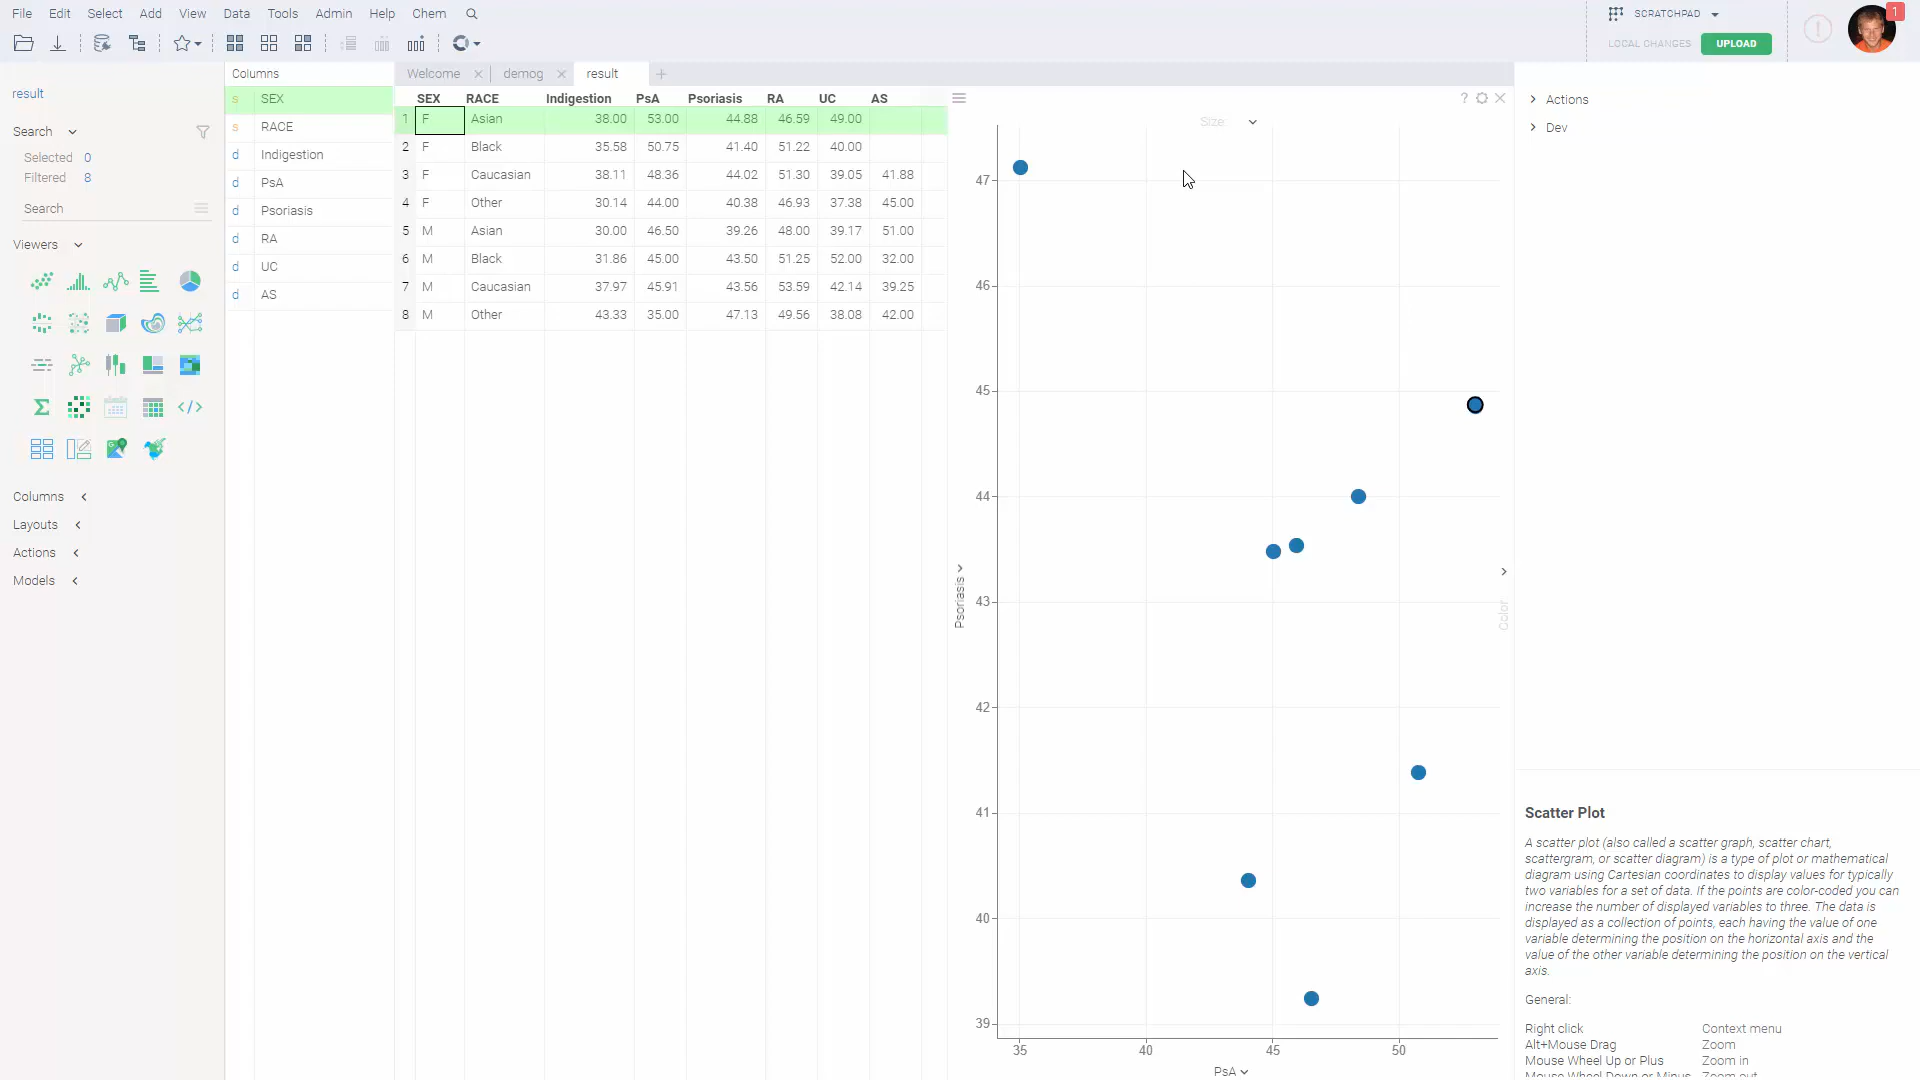 File Edit Select Add View Data Tools Admin Help Chem
SCRATCHPAD
1
LOCAL CHANGES UPLOAD
result
Search
Selected 0
Filtered 8
Search
Viewers
Columns
Layouts
Actions
Models
Columns
s SEX
s RACE
d Indigestion
d PsA
d Psoriasis
d RA
d UC
d AS
Welcome demog result
SEX RACE Indigestion PsA Psoriasis RA UC AS
1 F Asian 38.00 53.00 44.88 46.59 49.00
2 F Black 35.58 50.75 41.40 51.22 40.00
3 F Caucasian 38.11 48.36 44.02 51.30 39.05 41.88
4 F Other 30.14 44.00 40.38 46.93 37.38 45.00
5 M Asian 30.00 46.50 39.26 48.00 39.17 51.00
6 M Black 31.86 45.00 43.50 51.25 52.00 32.00
7 M Caucasian 37.97 45.91 43.56 53.59 42.14 39.25
8 M Other 43.33 35.00 47.13 49.56 38.08 42.00
Size:
47
46
45
44
43
42
41
40
39
Psoriasis
Color
35 40 45 50
PsA
Actions
Dev
Scatter Plot
A scatter plot (also called a scatter graph, scatter chart,
scattergram, or scatter diagram) is a type of plot or mathematical
diagram using Cartesian coordinates to display values for typically
two variables for a set of data. If the points are color-coded you can
increase the number of displayed variables to three. The data is
displayed as a collection of points, each having the value of one
variable determining the position on the horizontal axis and the
value of the other variable determining the position on the vertical
axis.
General:
Right click Context menu
Alt+Mouse Drag Zoom
Mouse Wheel Up or Plus Zoom in
Mouse Wheel Down or Minus Zoom out